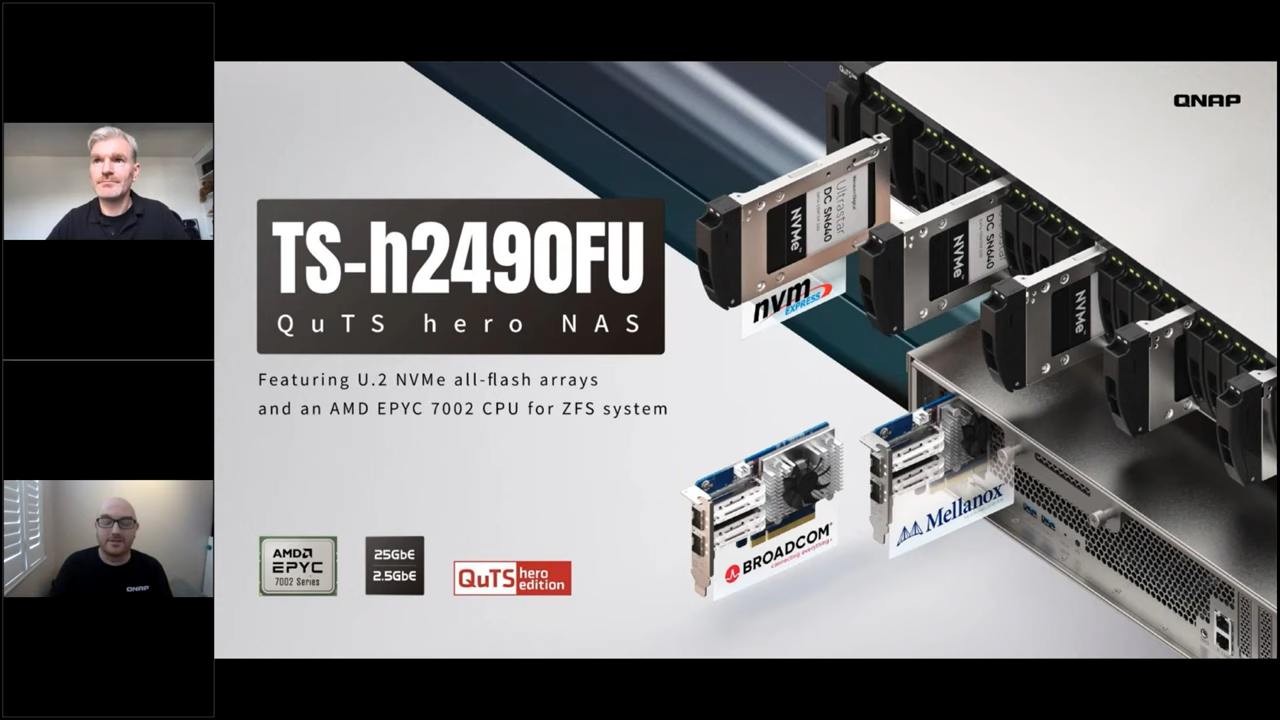 QNAP
TS-h2490FU
QuTS hero NAS
Featuring U.2 NVMe all-flash arrays
and an AMD EPYC 7002 CPU for ZFS system
AMD
EPYC
7002 Series
25GbE
2.5GbE
QuTS hero edition
NVMe
Ultrastar
DC SN640
nvm
EXPRESS
NVMe
DC SN640
NVMe
BROADCOM
connecting everything
Mellanox
QNAP